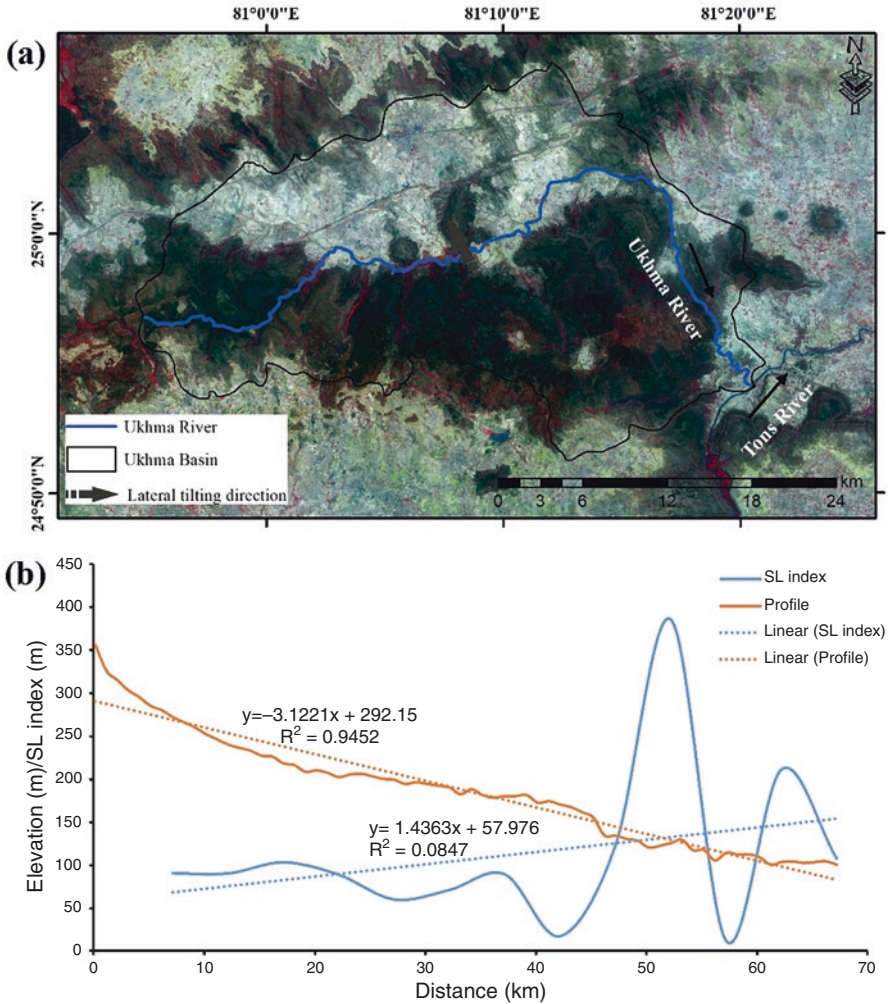 (a)
81°0'0"E
81°10'0"E
81°20'0"E
N
25°0'0"N
24°50'0"N
Ukhma River
Tons River
Ukhma River
Ukhma Basin
Lateral tilting direction
km
0 3 6 12 18 24
(b)
450
400
350
300
250
200
150
100
50
0
Elevation (m)/SL index (m)
SL index
Profile
Linear (SL index)
Linear (Profile)
y=–3.1221x + 292.15
R² = 0.9452
y= 1.4363x + 57.976
R² = 0.0847
0 10 20 30 40 50 60 70
Distance (km)